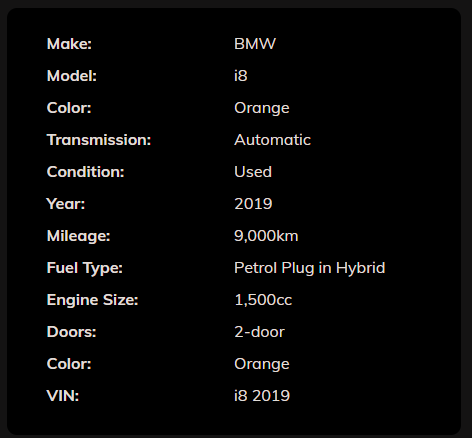 Make: BMW
Model: i8
Color: Orange
Transmission: Automatic
Condition: Used
Year: 2019
Mileage: 9,000km
Fuel Type: Petrol Plug in Hybrid
Engine Size: 1,500cc
Doors: 2-door
Color: Orange
VIN: i8 2019